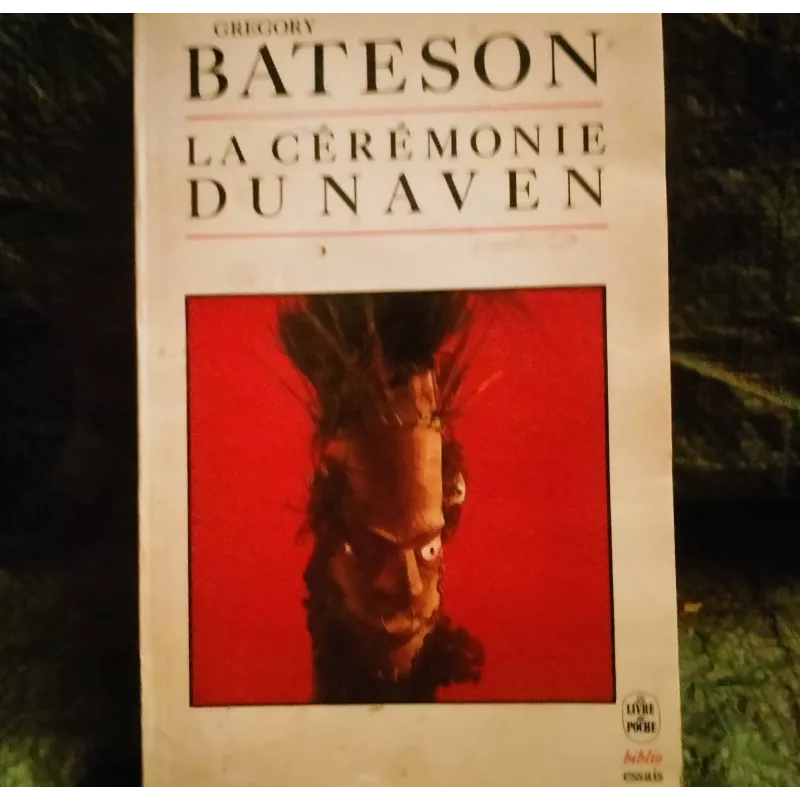 GREGORY
BATESON
LA CÉRÉMONIE
DU NAVEN
LE
LIVRE
DE
POCHE
biblio
essais